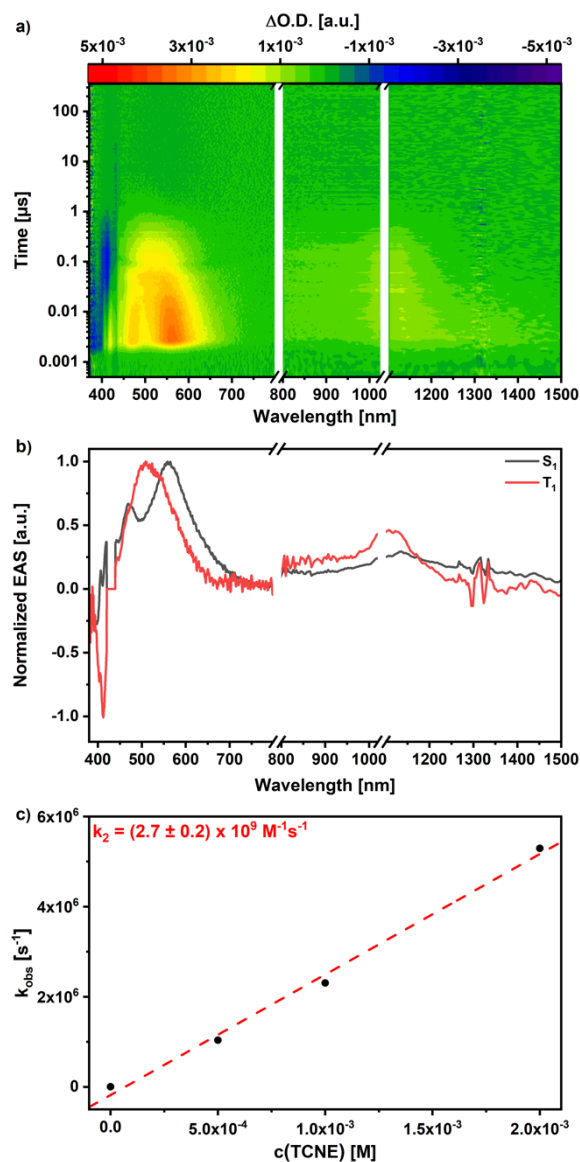 a)
ΔO.D. [a.u.]
5x10⁻³ 3x10⁻³ 1x10⁻³ -1x10⁻³ -3x10⁻³ -5x10⁻³
Time [µs]
100
10
1
0.1
0.01
0.001
400 500 600 700 800 900 1000 1200 1300 1400 1500
Wavelength [nm]
b)
Normalized EAS [a.u.]
1.0
0.5
0.0
-0.5
-1.0
S₁
T₁
400 500 600 700 800 900 1000 1200 1300 1400 1500
Wavelength [nm]
c)
k₂ = (2.7 ± 0.2) x 10⁹ M⁻¹s⁻¹
k_obs [s⁻¹]
6x10⁶
4x10⁶
2x10⁶
0
0.0 5.0x10⁻⁴ 1.0x10⁻³ 1.5x10⁻³ 2.0x10⁻³
c(TCNE) [M]